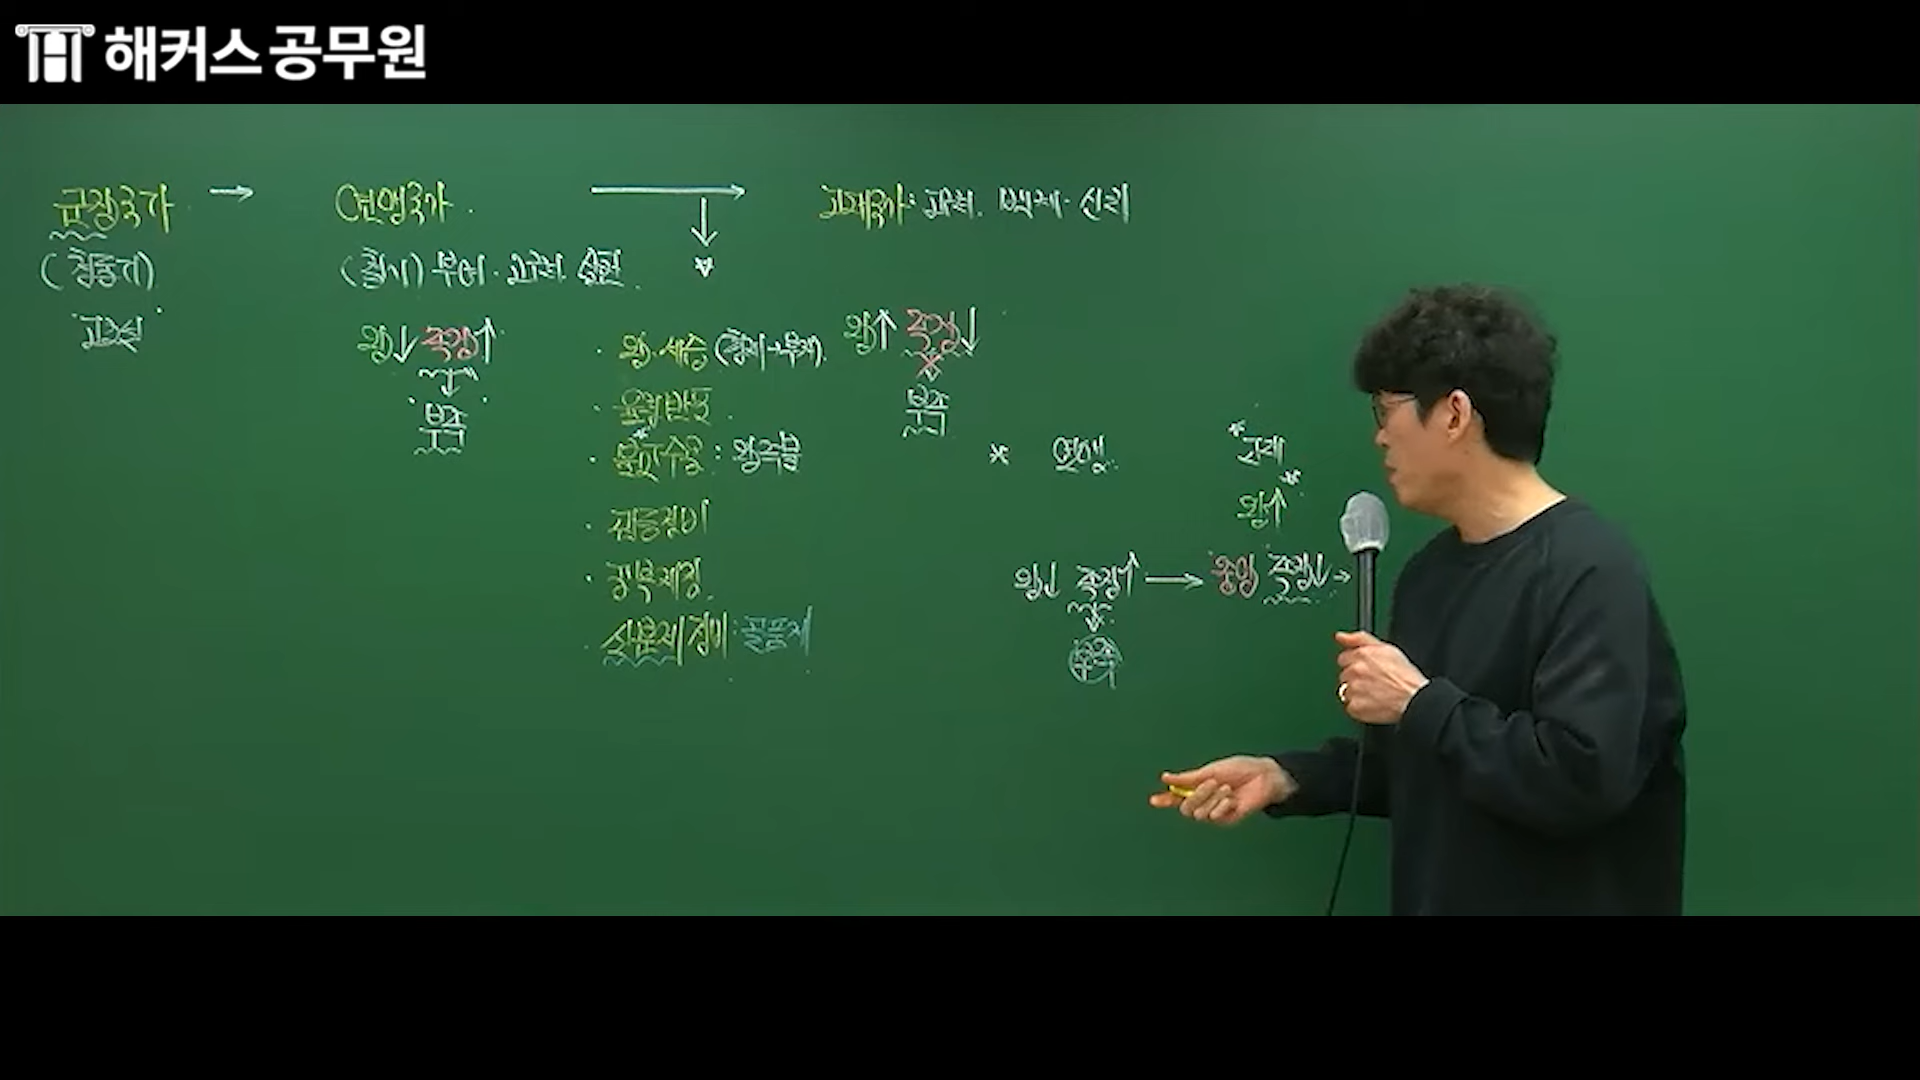 해커스공무원
군장국가 → 연맹국가 → 고대국가: 고구려. 백제. 신라
(청동기) (철기) 부여. 고구려. 삼한
고조선
왕↓ 족장↑
부족
· 왕. 세습 (형제→부자).
· 율령반포
· 불교수용 : 왕즉불
· 관등정비
· 공복제정
· 신분제정비 : 골품제
왕↑ 족장↓
부족
* 연맹. 고대
왕↑
왕↓ 족장↑ → 중앙 족장↓ →
부족